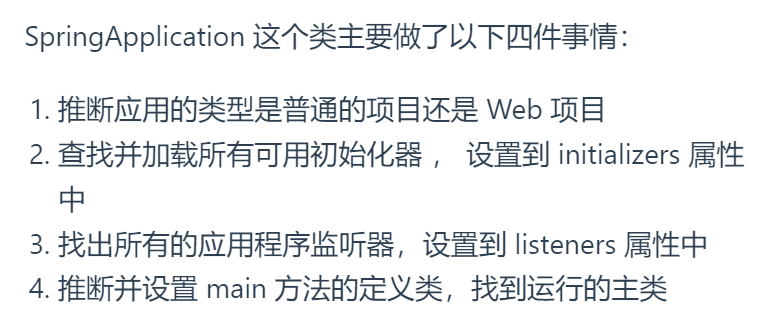 SpringApplication 这个类主要做了以下四件事情：
1. 推断应用的类型是普通的项目还是 Web 项目
2. 查找并加载所有可用初始化器 ， 设置到 initializers 属性
中
3. 找出所有的应用程序监听器，设置到 listeners 属性中
4. 推断并设置 main 方法的定义类，找到运行的主类